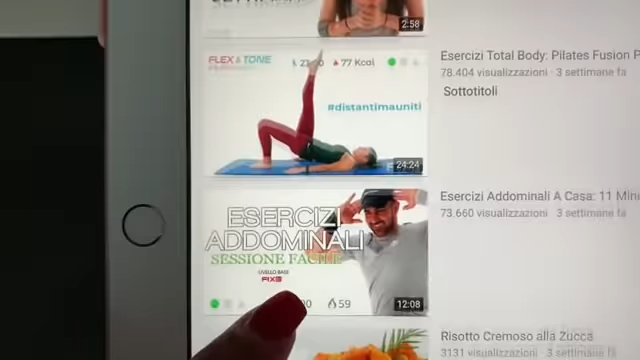 2:58
FLEX & TONE
77 Kcal
#distantimauniti
24:24
Esercizi Total Body: Pilates Fusion P
78.404 visualizzazioni · 3 settimane fa
Sottotitoli
ESERCIZI
ADDOMINALI
SESSIONE FACILE
LIVELLO BASE
FIXFIT
59
12:08
Esercizi Addominali A Casa: 11 Min
73.660 visualizzazioni · 3 settimane fa
Risotto Cremoso alla Zucca
3131 visualizzazioni · 3 settimane fa